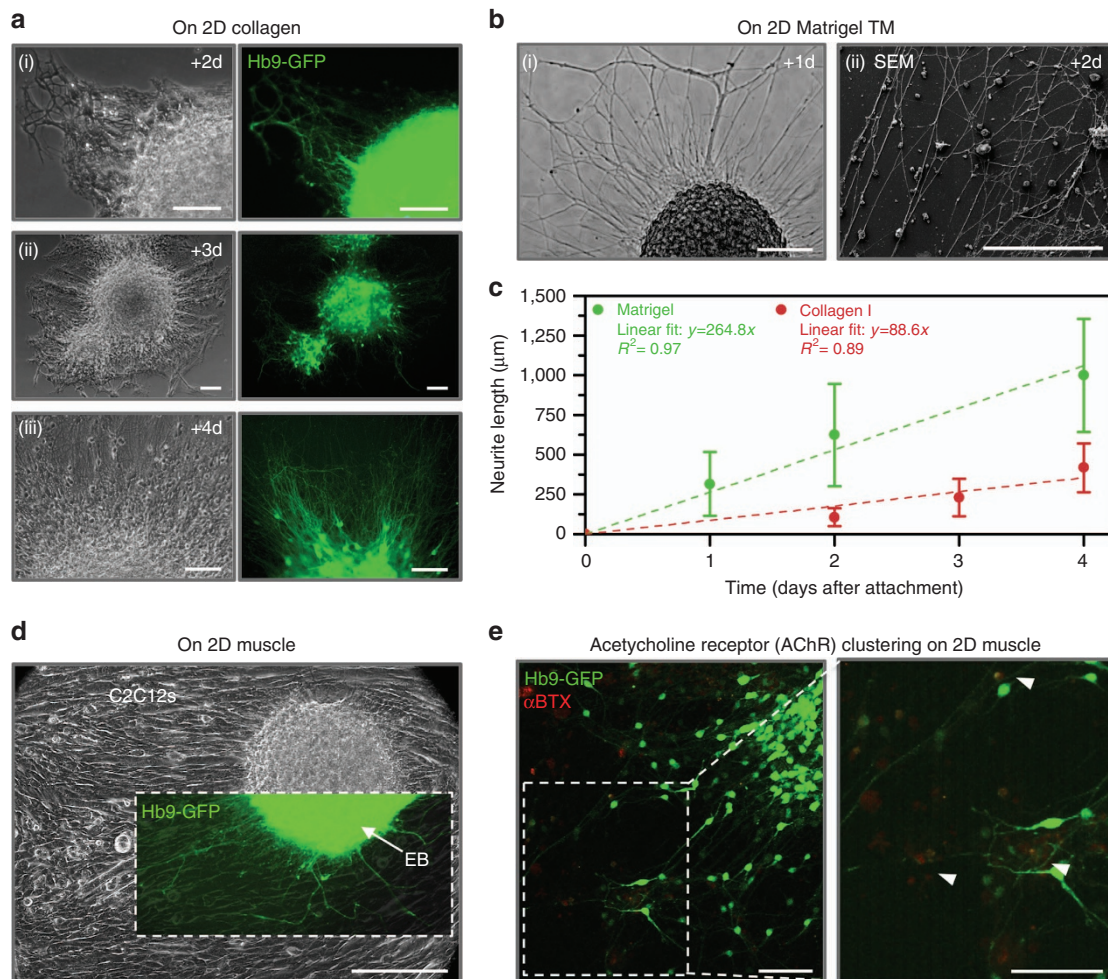 a
On 2D collagen
(i)
+2d
Hb9-GFP
(ii)
+3d
(iii)
+4d
b
On 2D Matrigel TM
(i)
+1d
(ii) SEM
+2d
c
1,500
1,250
1,000
750
500
250
0
Neurite length (μm)
Matrigel
Linear fit: y=264.8x
R²= 0.97
Collagen I
Linear fit: y=88.6x
R²= 0.89
0
1
2
3
4
Time (days after attachment)
d
On 2D muscle
C2C12s
Hb9-GFP
EB
e
Acetycholine receptor (AChR) clustering on 2D muscle
Hb9-GFP
αBTX